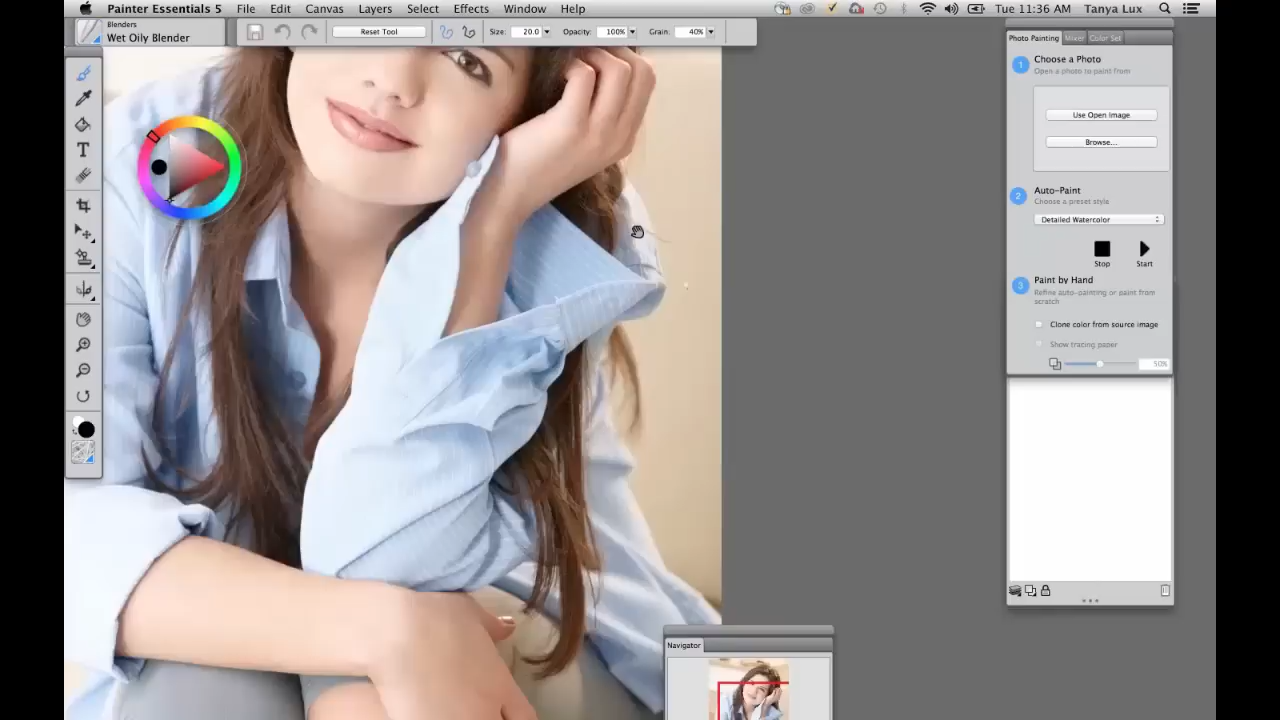 Painter Essentials 5 File Edit Canvas Layers Select Effects Window Help Tue 11:36 AM Tanya Lux
Blenders
Wet Oily Blender
Reset Tool Size: 20.0 Opacity: 100% Grain: 40%
Photo Painting Mixer Color Set
1 Choose a Photo
Open a photo to paint from
Use Open Image
Browse...
2 Auto-Paint
Choose a preset style
Detailed Watercolor
Stop Start
3 Paint by Hand
Refine auto-painting or paint from
scratch
Clone color from source image
Show tracing paper
50%
T
Navigator